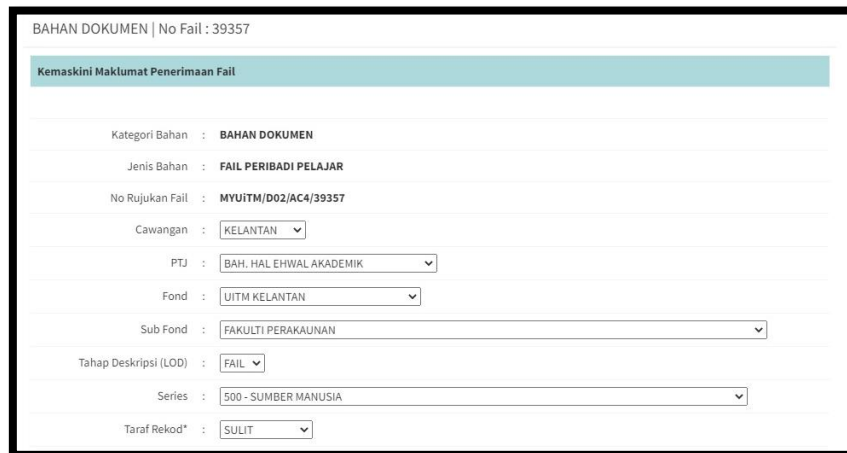 BAHAN DOKUMEN | No Fail : 39357
Kemaskini Maklumat Penerimaan Fail
Kategori Bahan : BAHAN DOKUMEN
Jenis Bahan : FAIL PERIBADI PELAJAR
No Rujukan Fail : MYUiTM/D02/AC4/39357
Cawangan : KELANTAN
PTJ : BAH. HAL EHWAL AKADEMIK
Fond : UITM KELANTAN
Sub Fond : FAKULTI PERAKAUNAN
Tahap Deskripsi (LOD) : FAIL
Series : 500 - SUMBER MANUSIA
Taraf Rekod* : SULIT